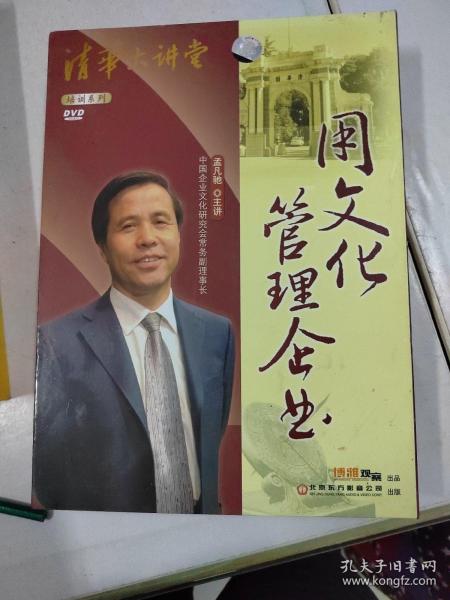 清华大讲堂
培训系列
DVD
孟凡驰 主讲
中国企业文化研究会常务副理事长
用文化
管理企业
博雅观察 出品
北京东方影音公司 出版
孔夫子旧书网
www.kongfz.com